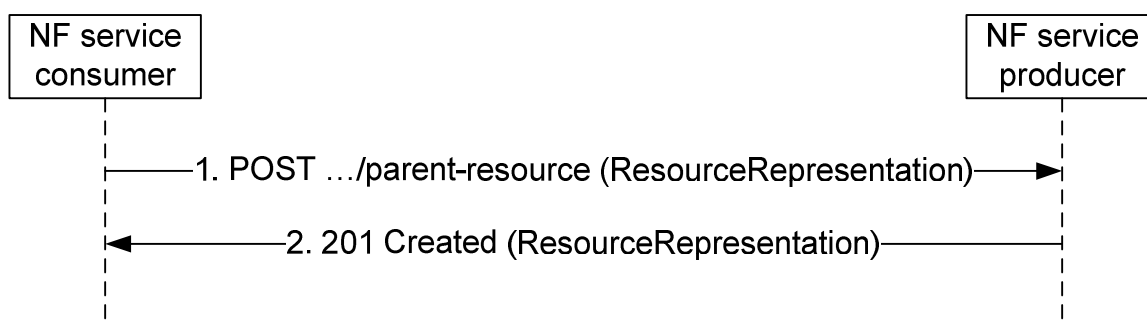 NF service
consumer
NF service
producer
1. POST …/parent-resource (ResourceRepresentation)
2. 201 Created (ResourceRepresentation)